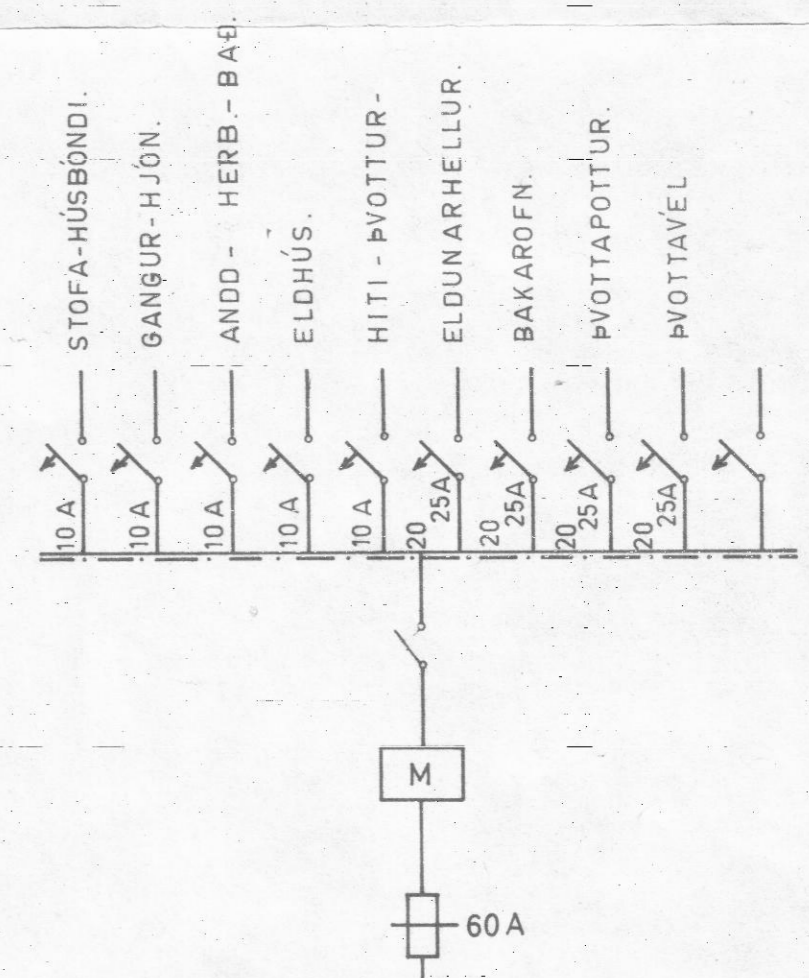 STOFA-HÚSBÓNDI.
GANGUR-HJÓN.
ANDD- HERB.-BAÐ.
ELDHÚS.
HITI-ÞVOTTUR-
ELDUNARHELLUR.
BAKAROFN.
ÞVOTTAPOTTUR.
ÞVOTTAVÉL
10 A
10 A
10 A
10 A
10 A
20 25A
20 25A
20 25A
20 25A
M
60 A